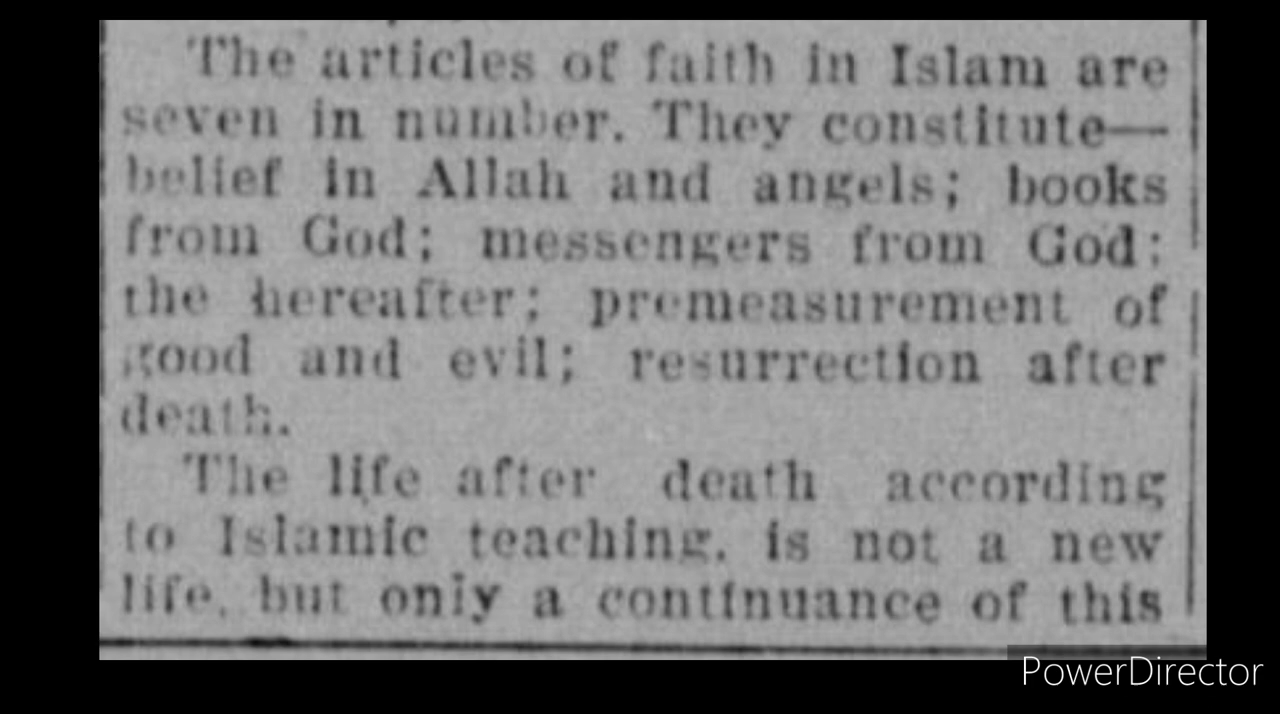 The articles of faith in Islam are
seven in number. They constitute—
belief in Allah and angels; books
from God; messengers from God;
the hereafter; premeasurement of
good and evil; resurrection after
death.
The life after death according
to Islamic teaching, is not a new
life, but only a continuance of this
PowerDirector